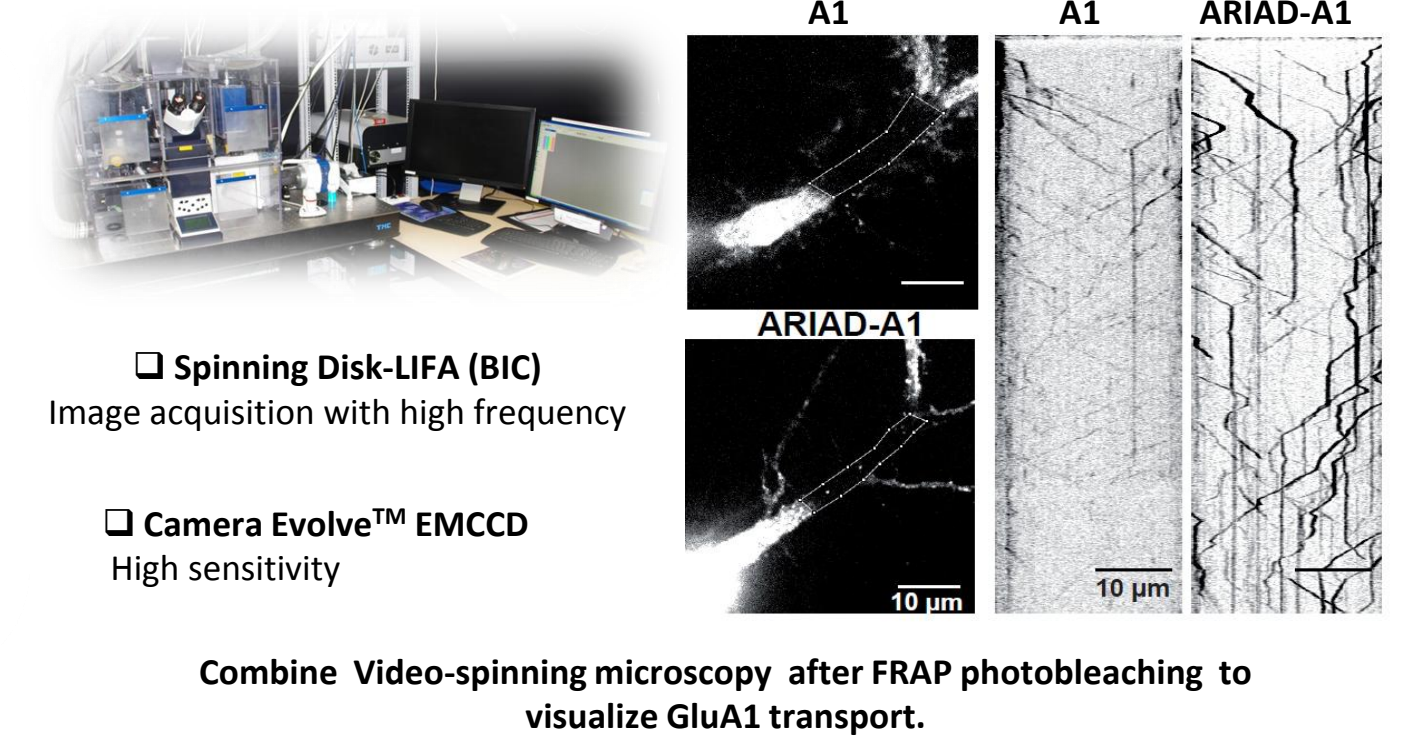 A1
A1
ARIAD-A1
TMC
ARIAD-A1
❑ Spinning Disk-LIFA (BIC)
Image acquisition with high frequency
❑ Camera Evolve™ EMCCD
High sensitivity
10 µm
10 µm
Combine Video-spinning microscopy after FRAP photobleaching to
visualize GluA1 transport.